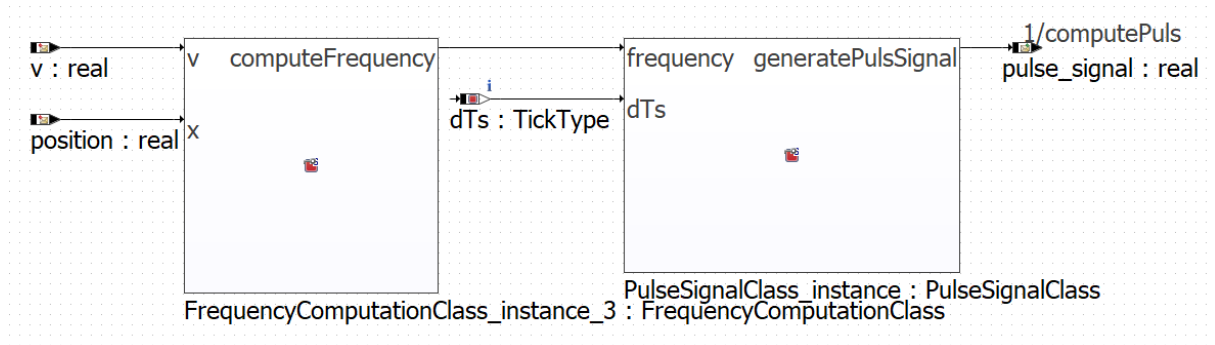 1/computePuls
v : real
v computeFrequency
frequency generatePulsSignal
pulse_signal : real
i
dTs : TickType
dTs
position : real
x
PulseSignalClass_instance : PulseSignalClass
FrequencyComputationClass_instance_3 : FrequencyComputationClass